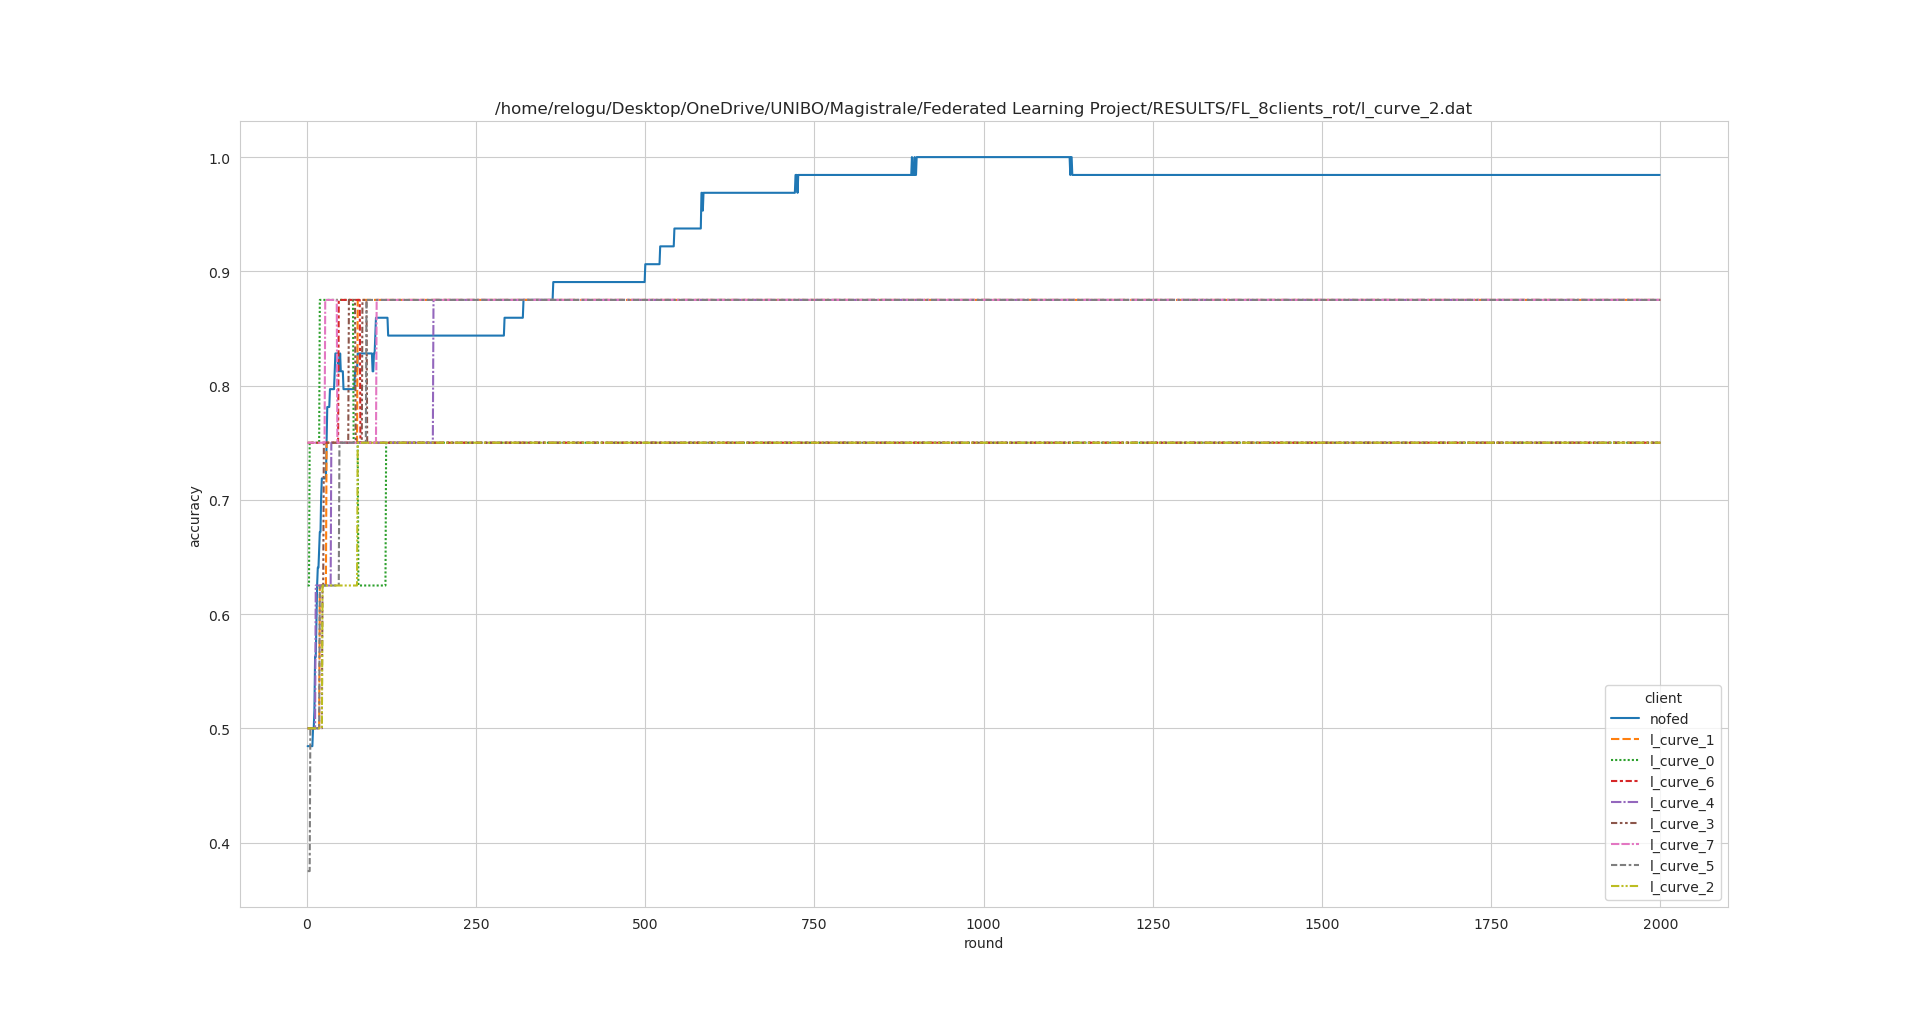 /home/relogu/Desktop/OneDrive/UNIBO/Magistrale/Federated Learning Project/RESULTS/FL_8clients_rot/l_curve_2.dat
1.0
0.9
0.8
0.7
0.6
0.5
0.4
accuracy
client
nofed
l_curve_1
l_curve_0
l_curve_6
l_curve_4
l_curve_3
l_curve_7
l_curve_5
l_curve_2
0 250 500 750 1000 1250 1500 1750 2000
round